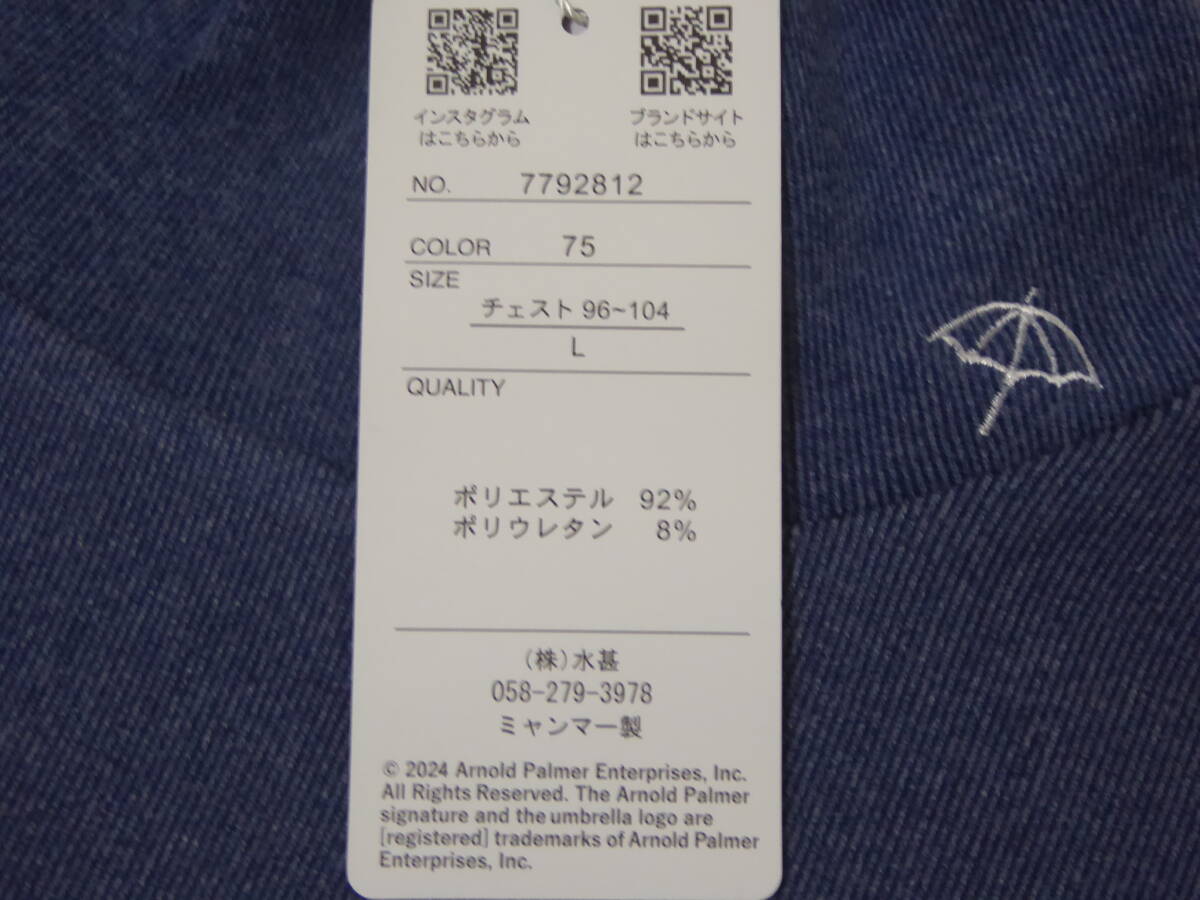 インスタグラム
はこちらから
ブランドサイト
はこちらから
NO. 7792812
COLOR 75
SIZE
チェスト 96~104
L
QUALITY
ポリエステル 92%
ポリウレタン 8%
(株)水甚
058-279-3978
ミャンマー製
© 2024 Arnold Palmer Enterprises, Inc.
All Rights Reserved. The Arnold Palmer
signature and the umbrella logo are
[registered] trademarks of Arnold Palmer
Enterprises, Inc.